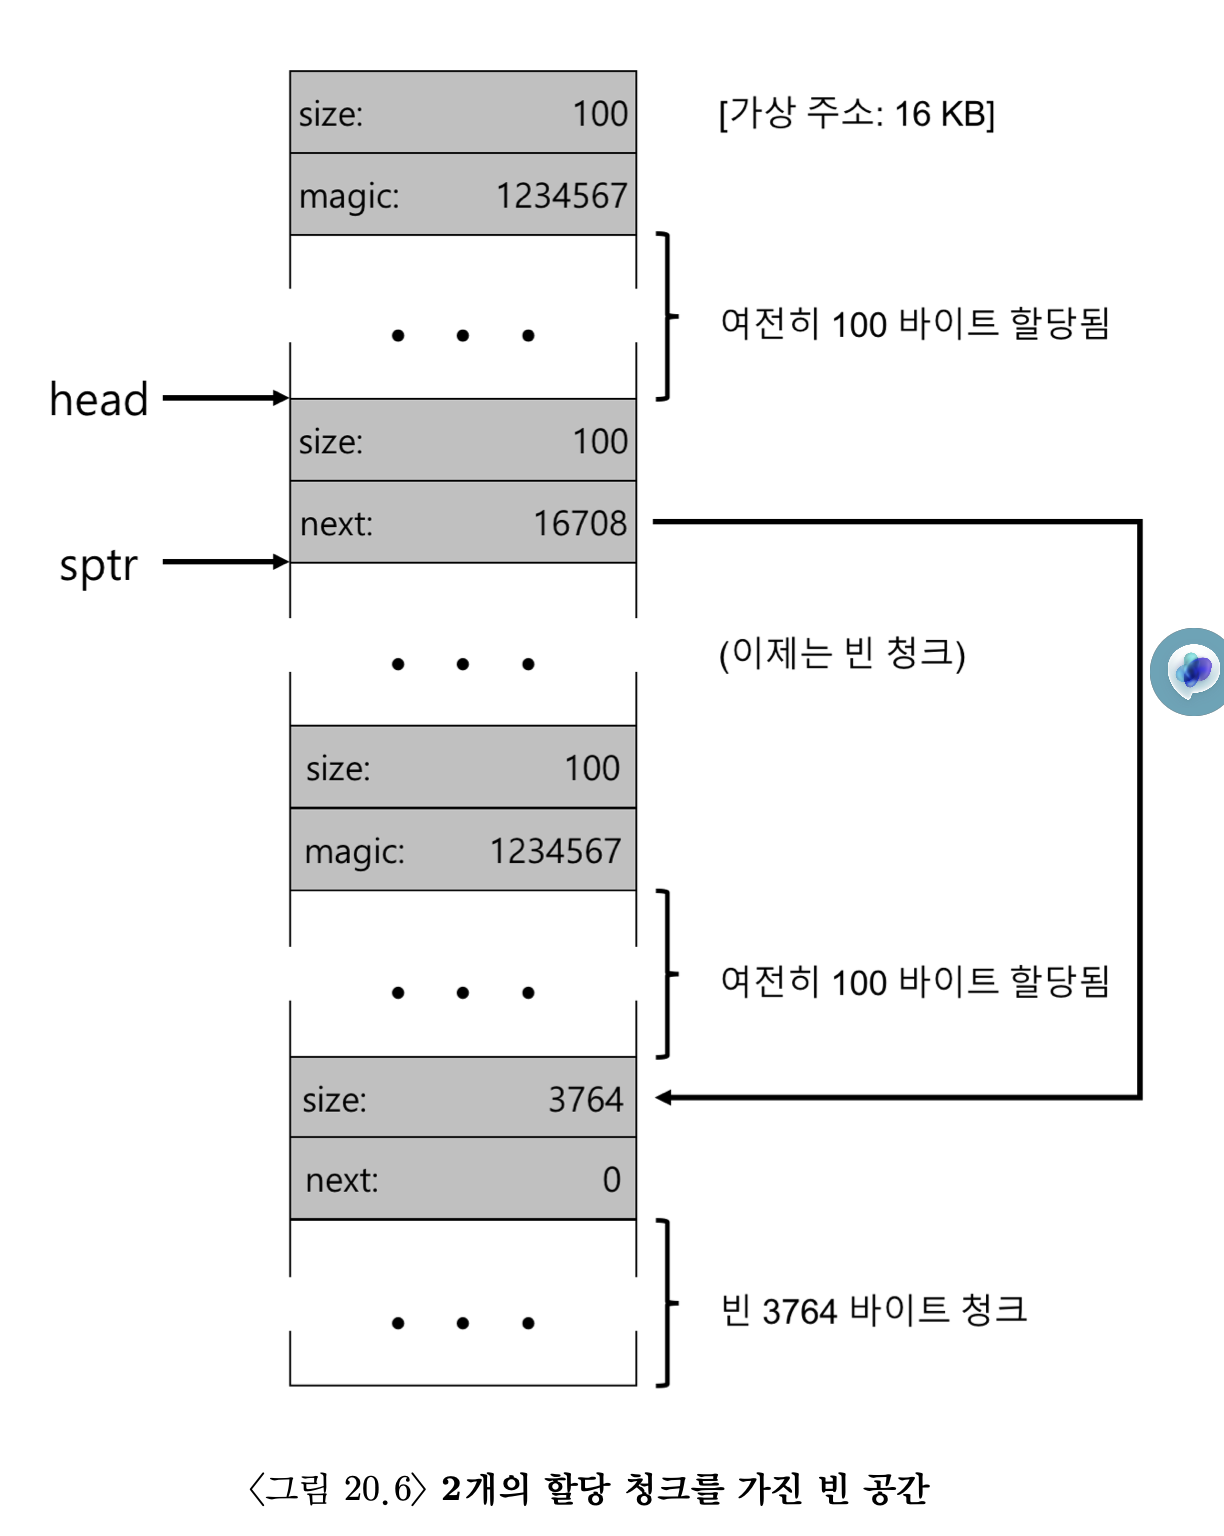 size: 100 [가상 주소: 16 KB]
magic: 1234567
여전히 100 바이트 할당됨
head
size: 100
next: 16708
sptr
(이제는 빈 청크)
size: 100
magic: 1234567
여전히 100 바이트 할당됨
size: 3764
next: 0
빈 3764 바이트 청크
〈그림 20.6〉 2개의 할당 청크를 가진 빈 공간